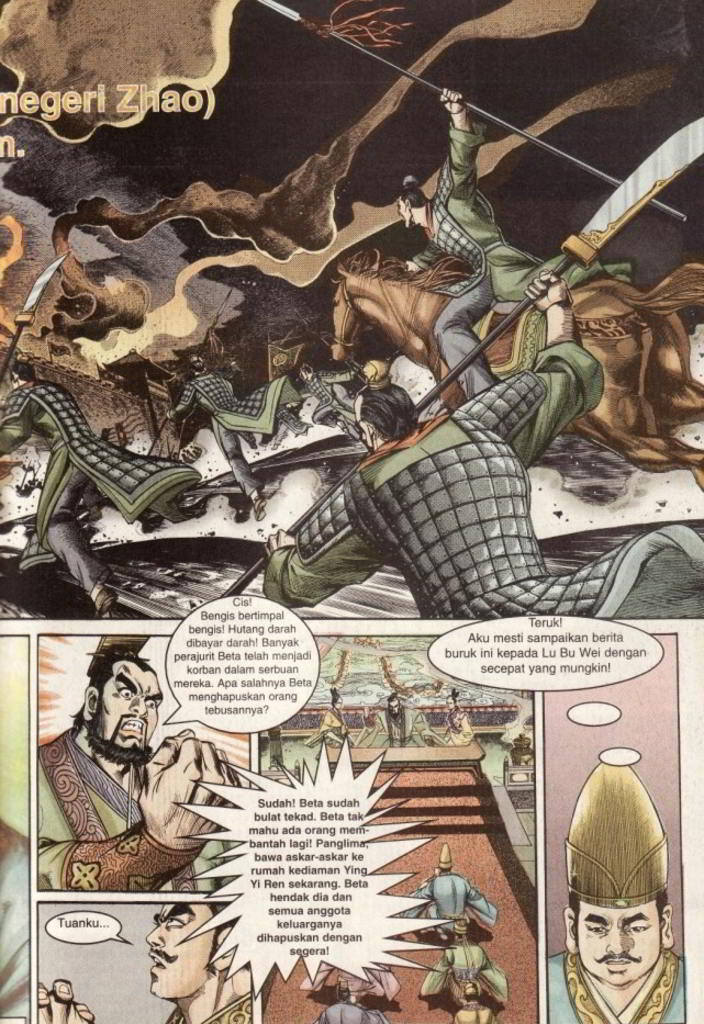 negeri Zhao)
n.
Cis!
Bengis bertimpal
bengis! Hutang darah
dibayar darah! Banyak
perajurit Beta telah menjadi
korban dalam serbuan
mereka. Apa salahnya Beta
menghapuskan orang
tebusannya?
Teruk!
Aku mesti sampaikan berita
buruk ini kepada Lu Bu Wei dengan
secepat yang mungkin!
Sudah! Beta sudah
bulat tekad. Beta tak
mahu ada orang mem-
bantah lagi! Panglima,
bawa askar-askar ke
rumah kediaman Ying
Yi Ren sekarang. Beta
hendak dia dan
semua anggota
keluarganya
dihapuskan dengan
segera!
Tuanku...